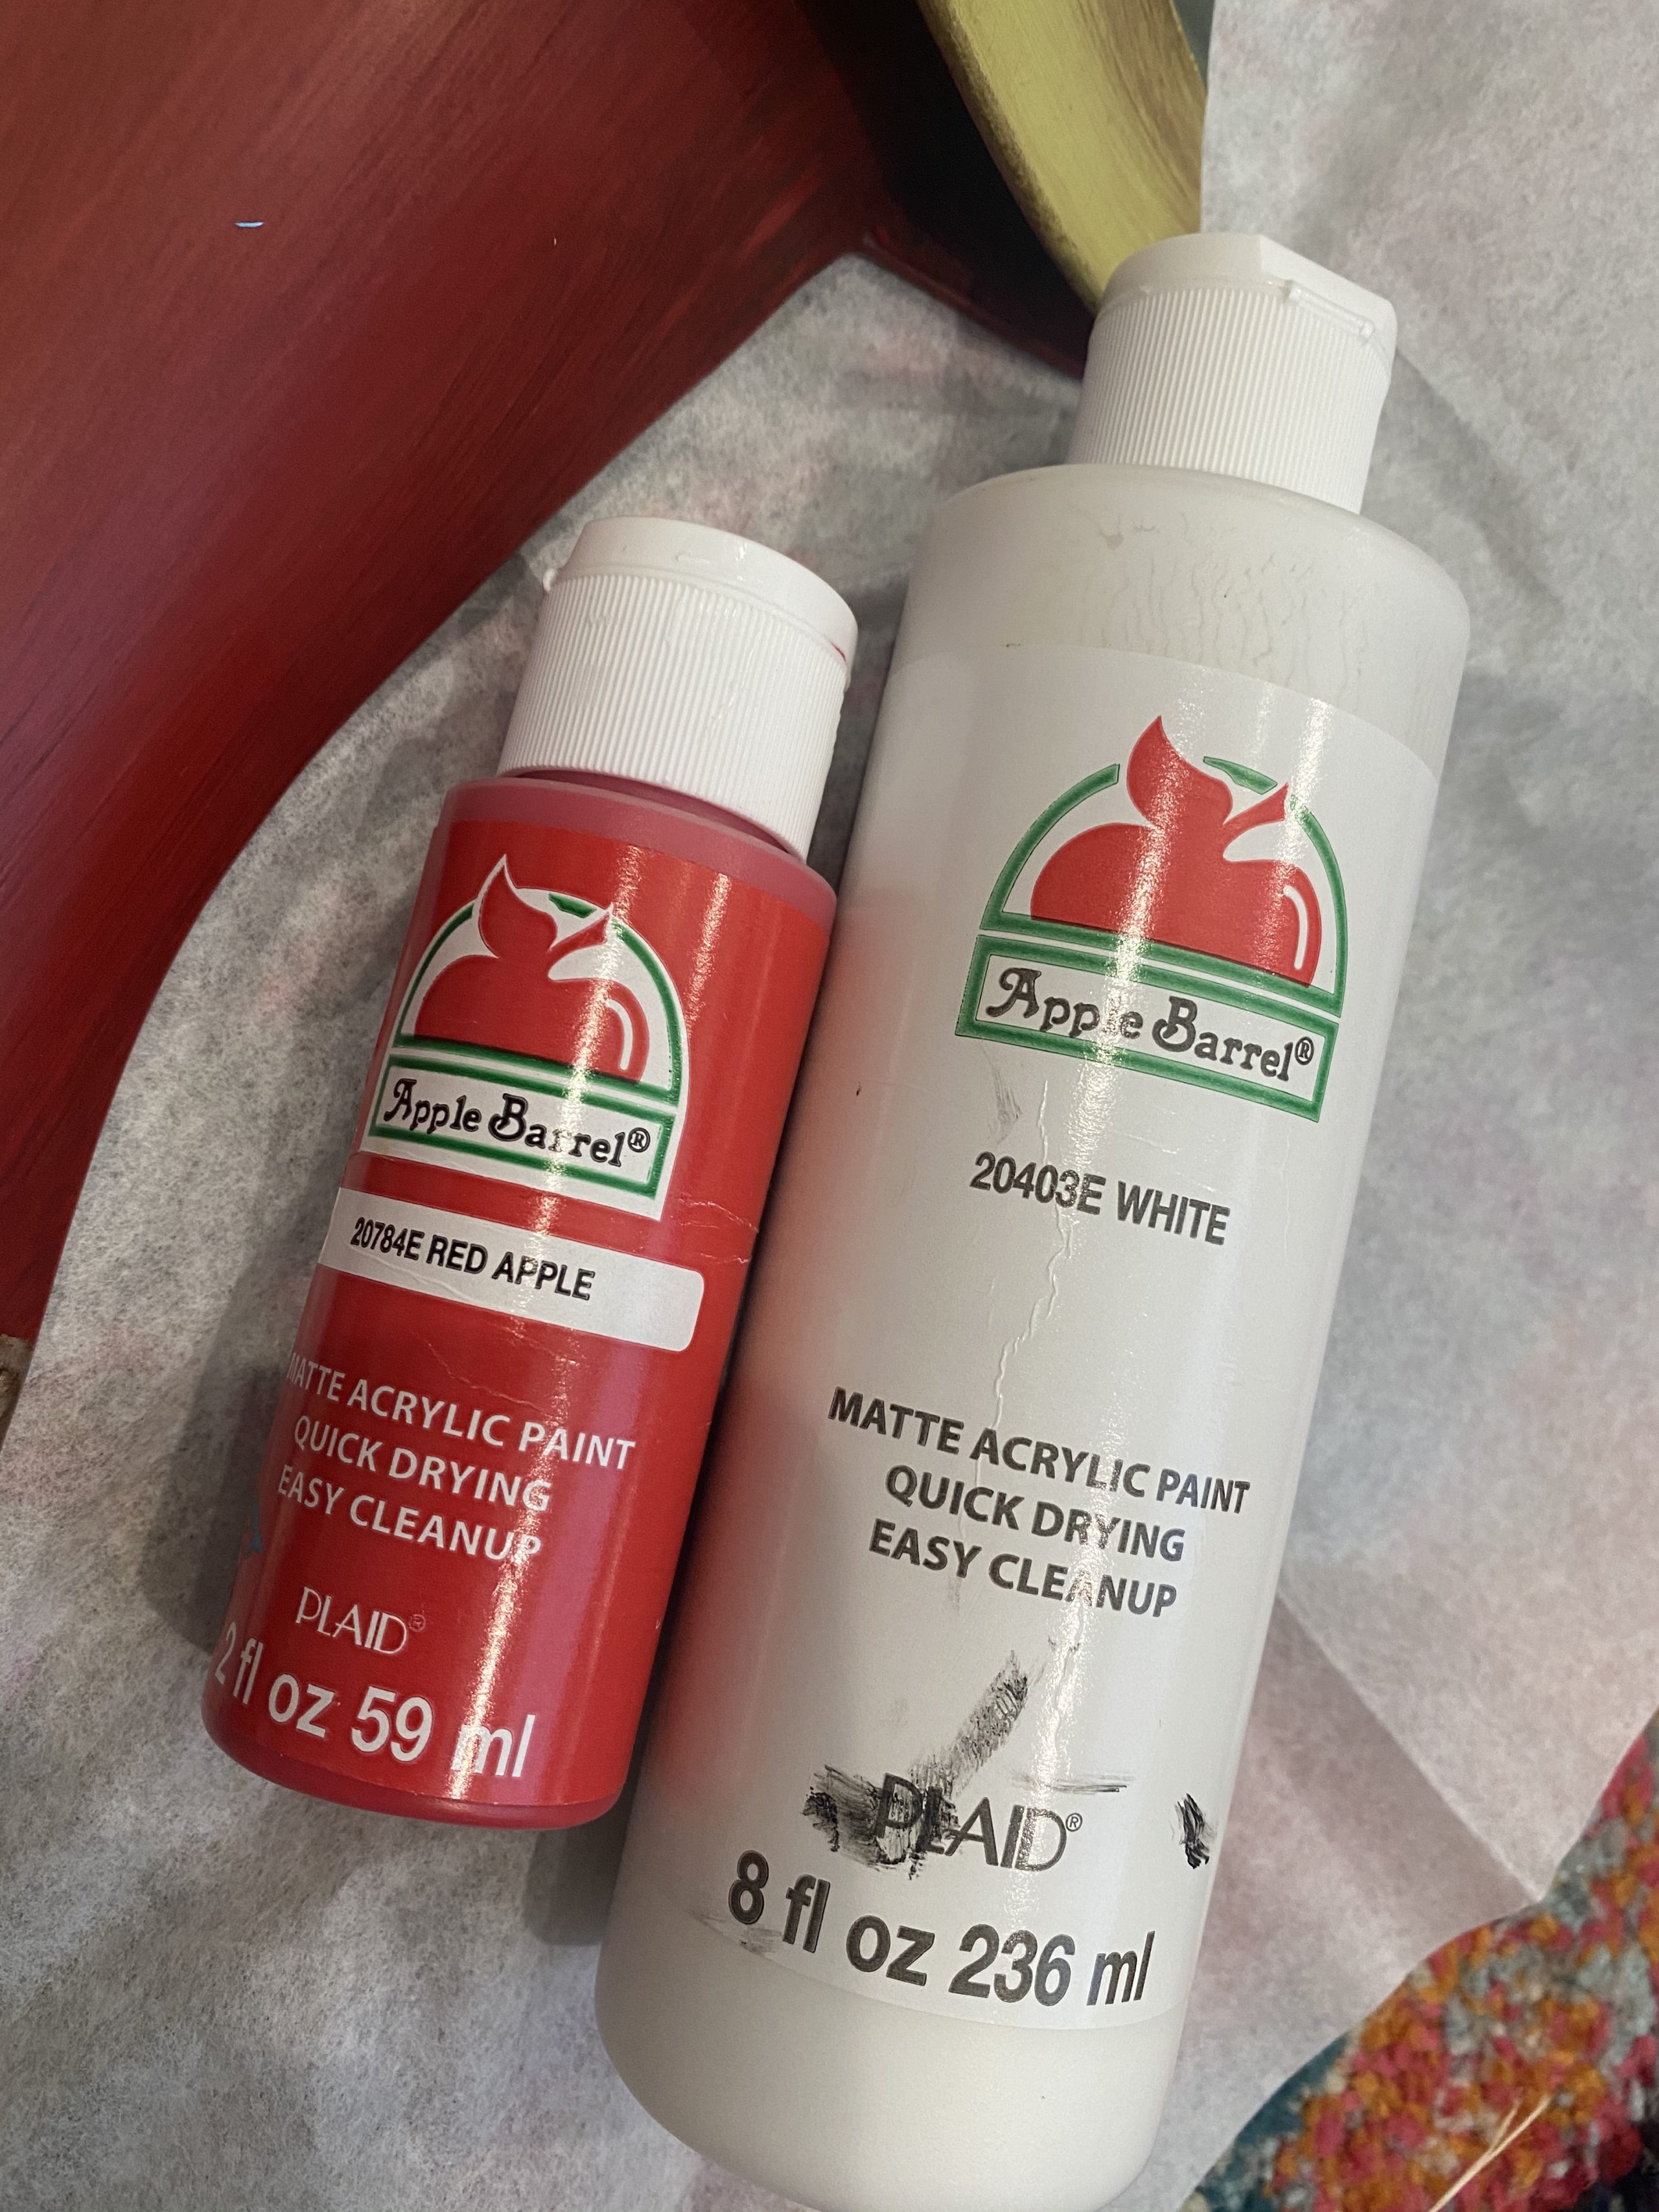 Apple Barrel®
20784E RED APPLE
MATTE ACRYLIC PAINT
QUICK DRYING
EASY CLEANUP
PLAID®
2 fl oz 59 ml
Apple Barrel®
20403E WHITE
MATTE ACRYLIC PAINT
QUICK DRYING
EASY CLEANUP
PLAID®
8 fl oz 236 ml